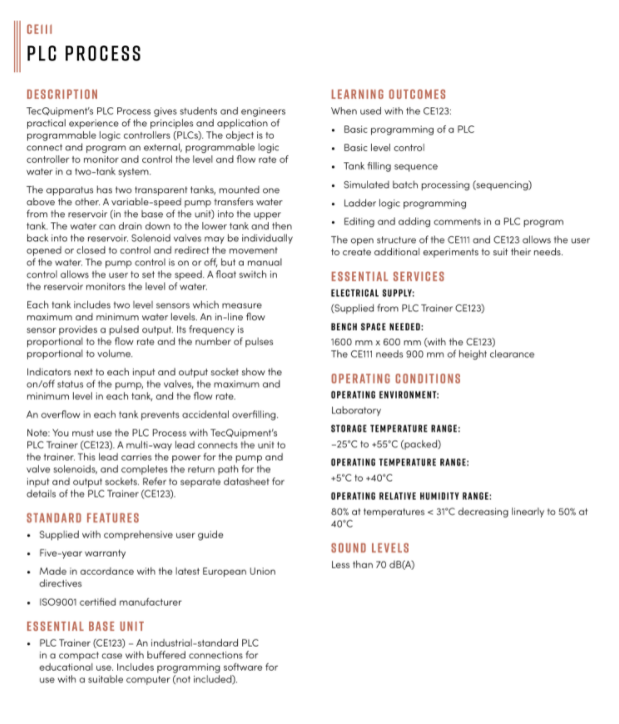 CE111
PLC PROCESS
DESCRIPTION
TecQuipment's PLC Process gives students and engineers
practical experience of the principles and application of
programmable logic controllers (PLCs). The object is to
connect and program an external, programmable logic
controller to monitor and control the level and flow rate of
water in a two-tank system.
The apparatus has two transparent tanks, mounted one
above the other. A variable-speed pump transfers water
from the reservoir (in the base of the unit) into the upper
tank. The water can drain down to the lower tank and then
back into the reservoir. Solenoid valves may be individually
opened or closed to control and redirect the movement
of the water. The pump control is on or off, but a manual
control allows the user to set the speed. A float switch in
the reservoir monitors the level of water.
Each tank includes two level sensors which measure
maximum and minimum water levels. An in-line flow
sensor provides a pulsed output. Its frequency is
proportional to the flow rate and the number of pulses
proportional to volume.
Indicators next to each input and output socket show the
on/off status of the pump, the valves, the maximum and
minimum level in each tank, and the flow rate.
An overflow in each tank prevents accidental overfilling.
Note: You must use the PLC Process with TecQuipment's
PLC Trainer (CE123). A multi-way lead connects the unit to
the trainer. This lead carries the power for the pump and
valve solenoids, and completes the return path for the
input and output sockets. Refer to separate datasheet for
details of the PLC Trainer (CE123).
STANDARD FEATURES
• Supplied with comprehensive user guide
• Five-year warranty
• Made in accordance with the latest European Union
directives
• ISO9001 certified manufacturer
ESSENTIAL BASE UNIT
• PLC Trainer (CE123) – An industrial-standard PLC
in a compact case with buffered connections for
educational use. Includes programming software for
use with a suitable computer (not included).
LEARNING OUTCOMES
When used with the CE123:
• Basic programming of a PLC
• Basic level control
• Tank filling sequence
• Simulated batch processing (sequencing)
• Ladder logic programming
• Editing and adding comments in a PLC program
The open structure of the CE111 and CE123 allows the user
to create additional experiments to suit their needs.
ESSENTIAL SERVICES
ELECTRICAL SUPPLY:
(Supplied from PLC Trainer CE123)
BENCH SPACE NEEDED:
1600 mm x 600 mm (with the CE123)
The CE111 needs 900 mm of height clearance
OPERATING CONDITIONS
OPERATING ENVIRONMENT:
Laboratory
STORAGE TEMPERATURE RANGE:
–25°C to +55°C (packed)
OPERATING TEMPERATURE RANGE:
+5°C to +40°C
OPERATING RELATIVE HUMIDITY RANGE:
80% at temperatures < 31°C decreasing linearly to 50% at
40°C
SOUND LEVELS
Less than 70 dB(A)